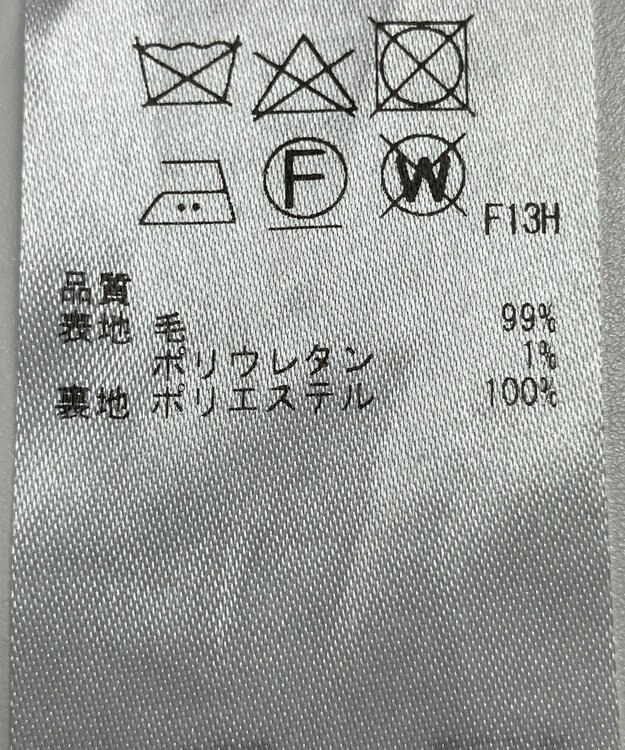 F W F13H
品質
表地 毛 99%
ポリウレタン 1%
裏地 ポリエステル 100%